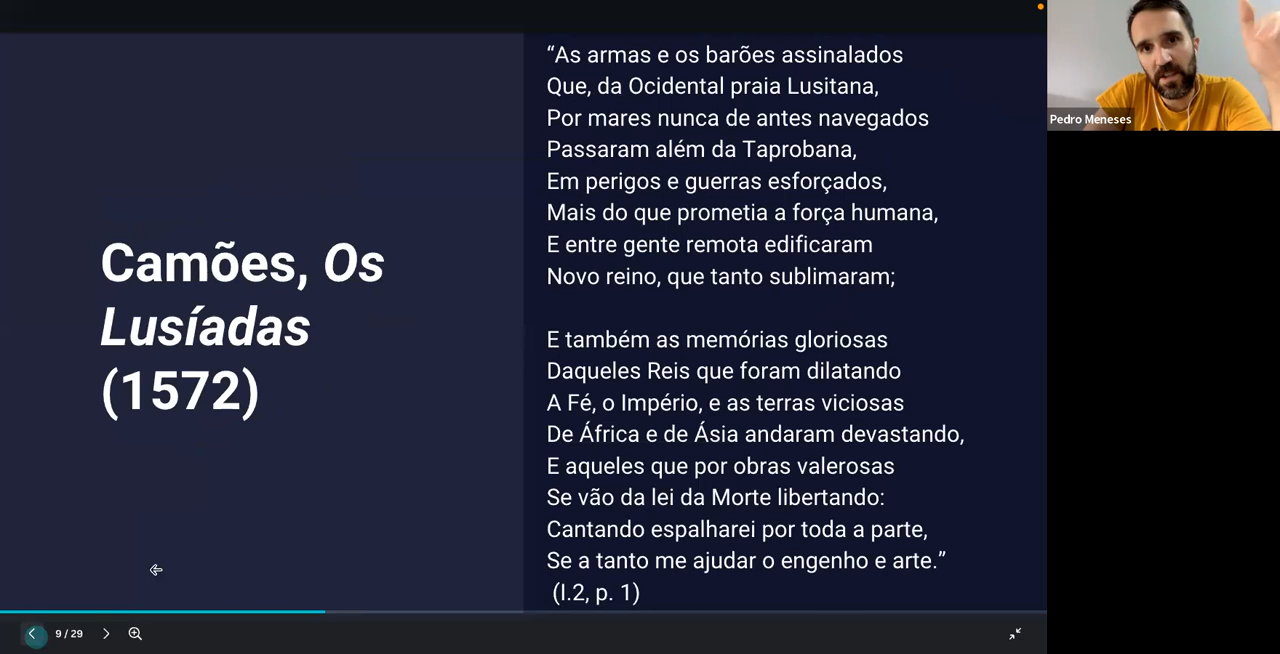 Camões, Os
Lusíadas
(1572)
“As armas e os barões assinalados
Que, da Ocidental praia Lusitana,
Por mares nunca de antes navegados
Passaram além da Taprobana,
Em perigos e guerras esforçados,
Mais do que prometia a força humana,
E entre gente remota edificaram
Novo reino, que tanto sublimaram;
E também as memórias gloriosas
Daqueles Reis que foram dilatando
A Fé, o Império, e as terras viciosas
De África e de Ásia andaram devastando,
E aqueles que por obras valerosas
Se vão da lei da Morte libertando:
Cantando espalharei por toda a parte,
Se a tanto me ajudar o engenho e arte.”
(I.2, p. 1)
Pedro Meneses
9 / 29